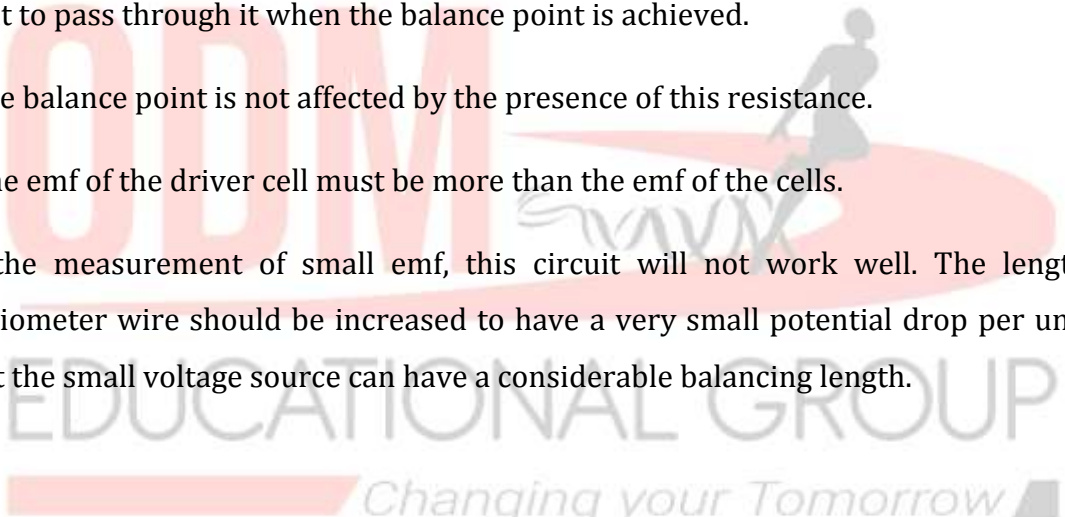 t to pass through it when the balance point is achieved.
e balance point is not affected by the presence of this resistance.
e emf of the driver cell must be more than the emf of the cells.
the measurement of small emf, this circuit will not work well. The lengt
iometer wire should be increased to have a very small potential drop per un
t the small voltage source can have a considerable balancing length.
ODM
EDUCATIONAL GROUP
Changing your Tomorrow